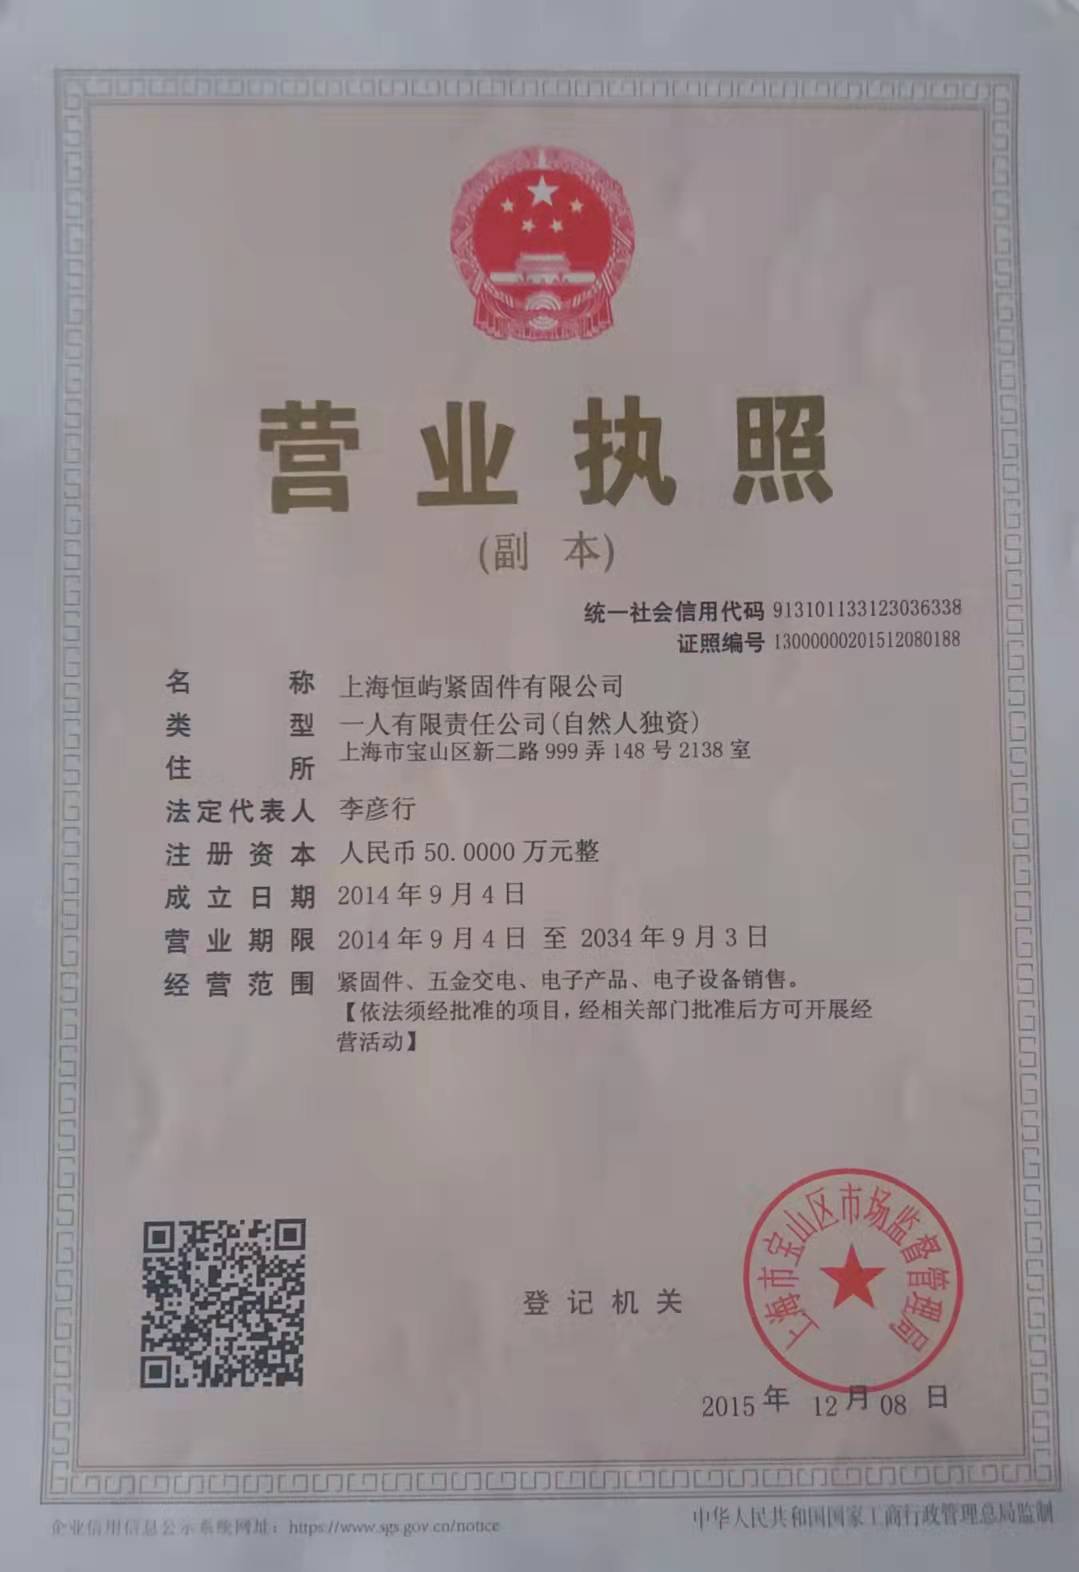 营业执照
(副 本)
统一社会信用代码 913101133123036338
证照编号 13000000201512080188
名 称 上海恒屿紧固件有限公司
类 型 一人有限责任公司(自然人独资)
住 所 上海市宝山区新二路999弄148号2138室
法定代表人 李彦行
注册资本 人民币50.0000万元整
成立日期 2014年9月4日
营业期限 2014年9月4日 至 2034年9月3日
经营范围 紧固件、五金交电、电子产品、电子设备销售。
【依法须经批准的项目,经相关部门批准后方可开展经
营活动】
上海市宝山区市场监督管理局
登记机关
2015年 12月08日
企业信用信息公示系统网址: https://www.sgs.gov.cn/notice
中华人民共和国国家工商行政管理总局监制